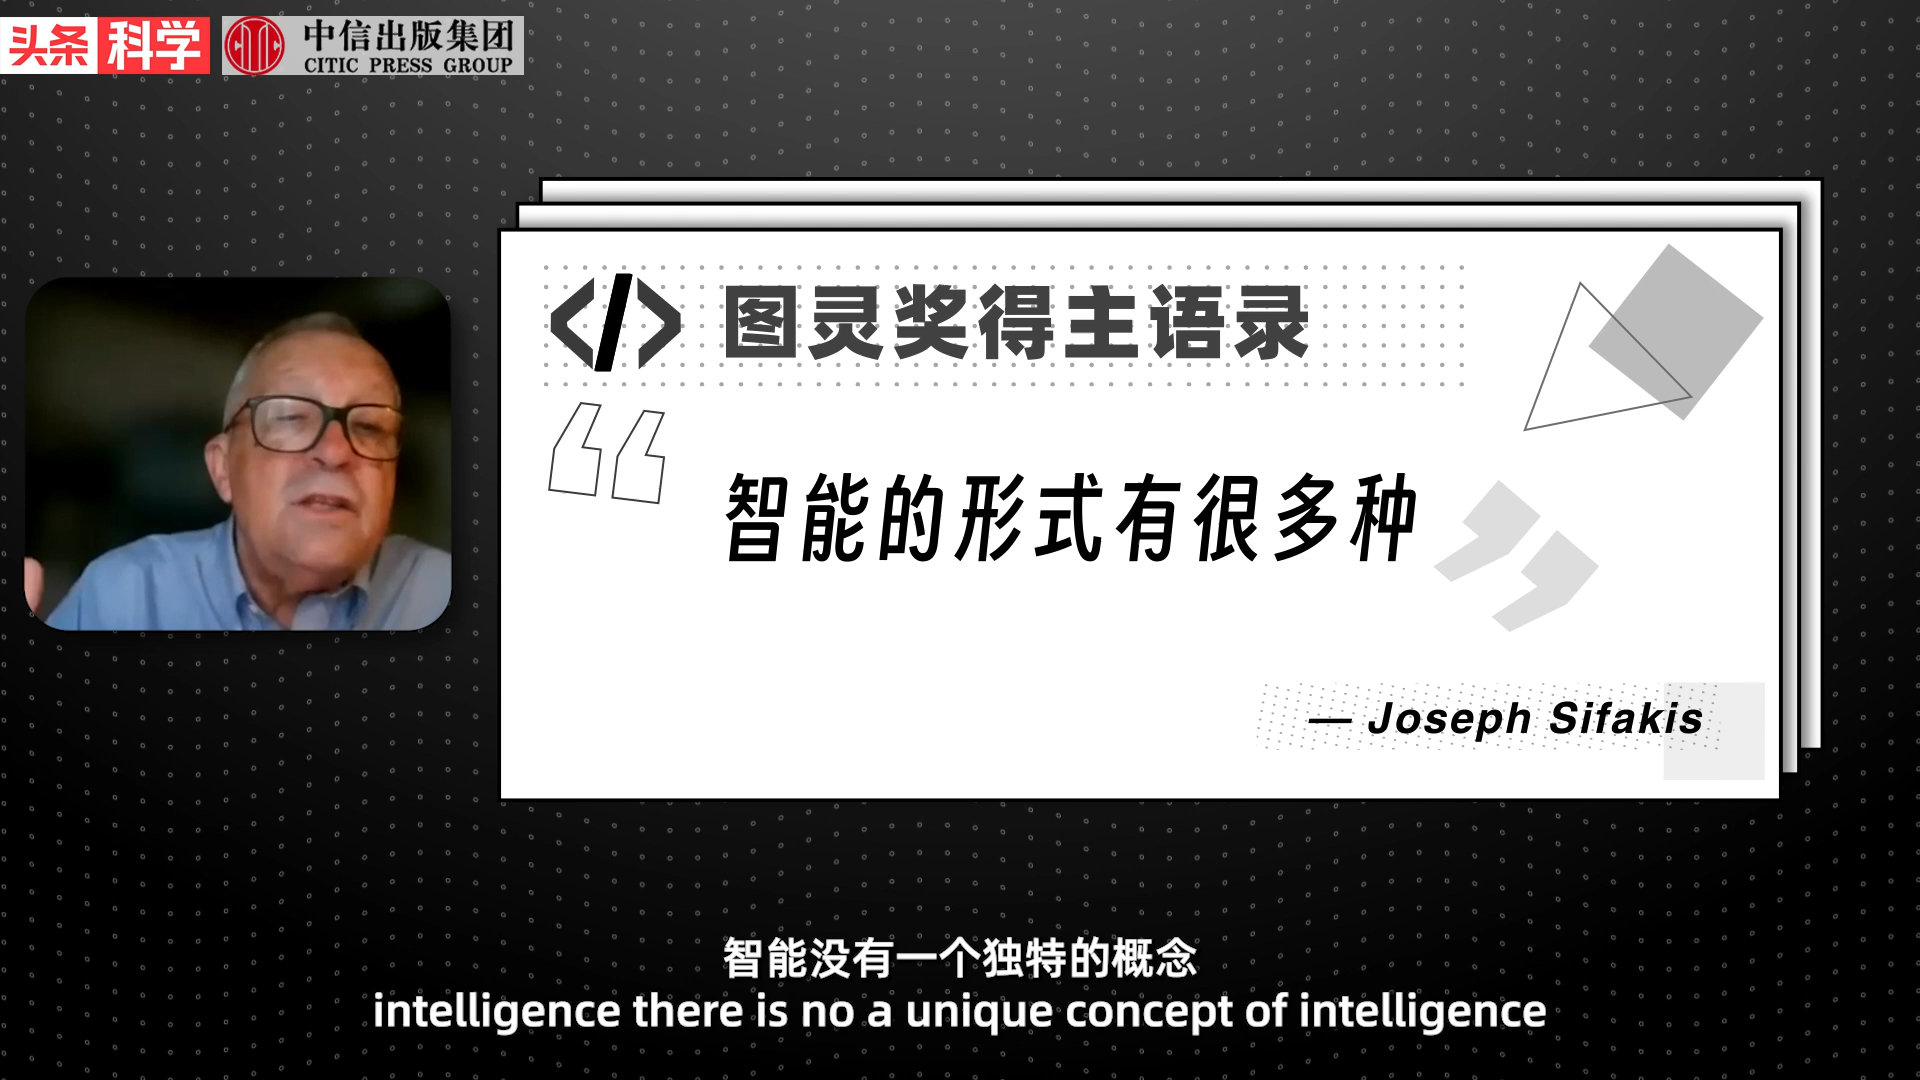 头条 科学
中信出版集团
CITIC PRESS GROUP
</> 图灵奖得主语录
“智能的形式有很多种”
— Joseph Sifakis
智能没有一个独特的概念
intelligence there is no a unique concept of intelligence